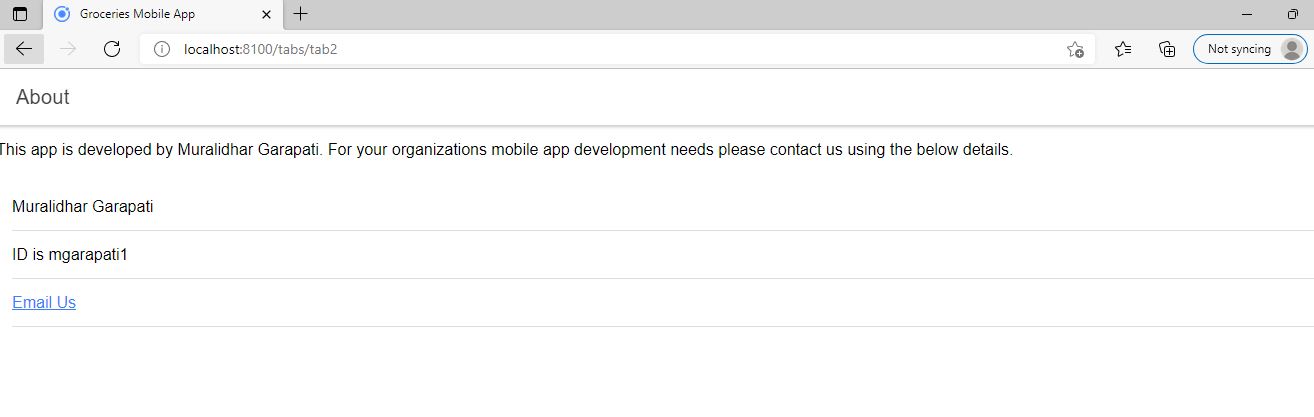 Groceries Mobile App
localhost:8100/tabs/tab2
Not syncing
About
This app is developed by Muralidhar Garapati. For your organizations mobile app development needs please contact us using the below details.
Muralidhar Garapati
ID is mgarapati1
Email Us